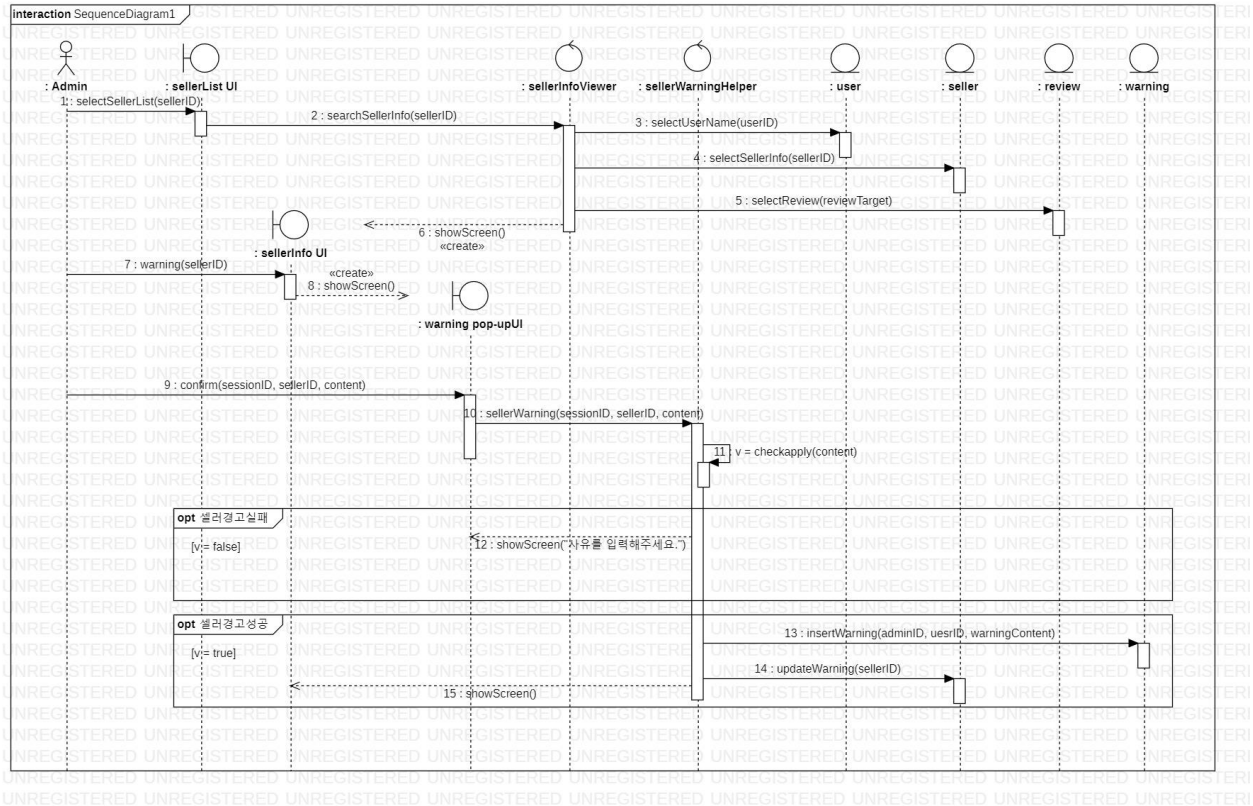 interaction SequenceDiagram1
: Admin
: sellerList UI
: sellerInfoViewer
: sellerWarningHelper
: user
: seller
: review
: warning
1 : selectSellerList(sellerID)
2 : searchSellerInfo(sellerID)
3 : selectUserName(userID)
4 : selectSellerInfo(sellerID)
5 : selectReview(reviewTarget)
6 : showScreen()
«create»
: sellerInfo UI
7 : warning(sellerID)
«create»
8 : showScreen()
: warning pop-upUI
9 : confirm(sessionID, sellerID, content)
10 : sellerWarning(sessionID, sellerID, content)
11 : v = checkapply(content)
opt 셀러경고실패
[v = false]
12 : showScreen("사유를 입력해주세요.")
opt 셀러경고성공
[v = true]
13 : insertWarning(adminID, uesrID, warningContent)
14 : updateWarning(sellerID)
15 : showScreen()
UNREGISTERED